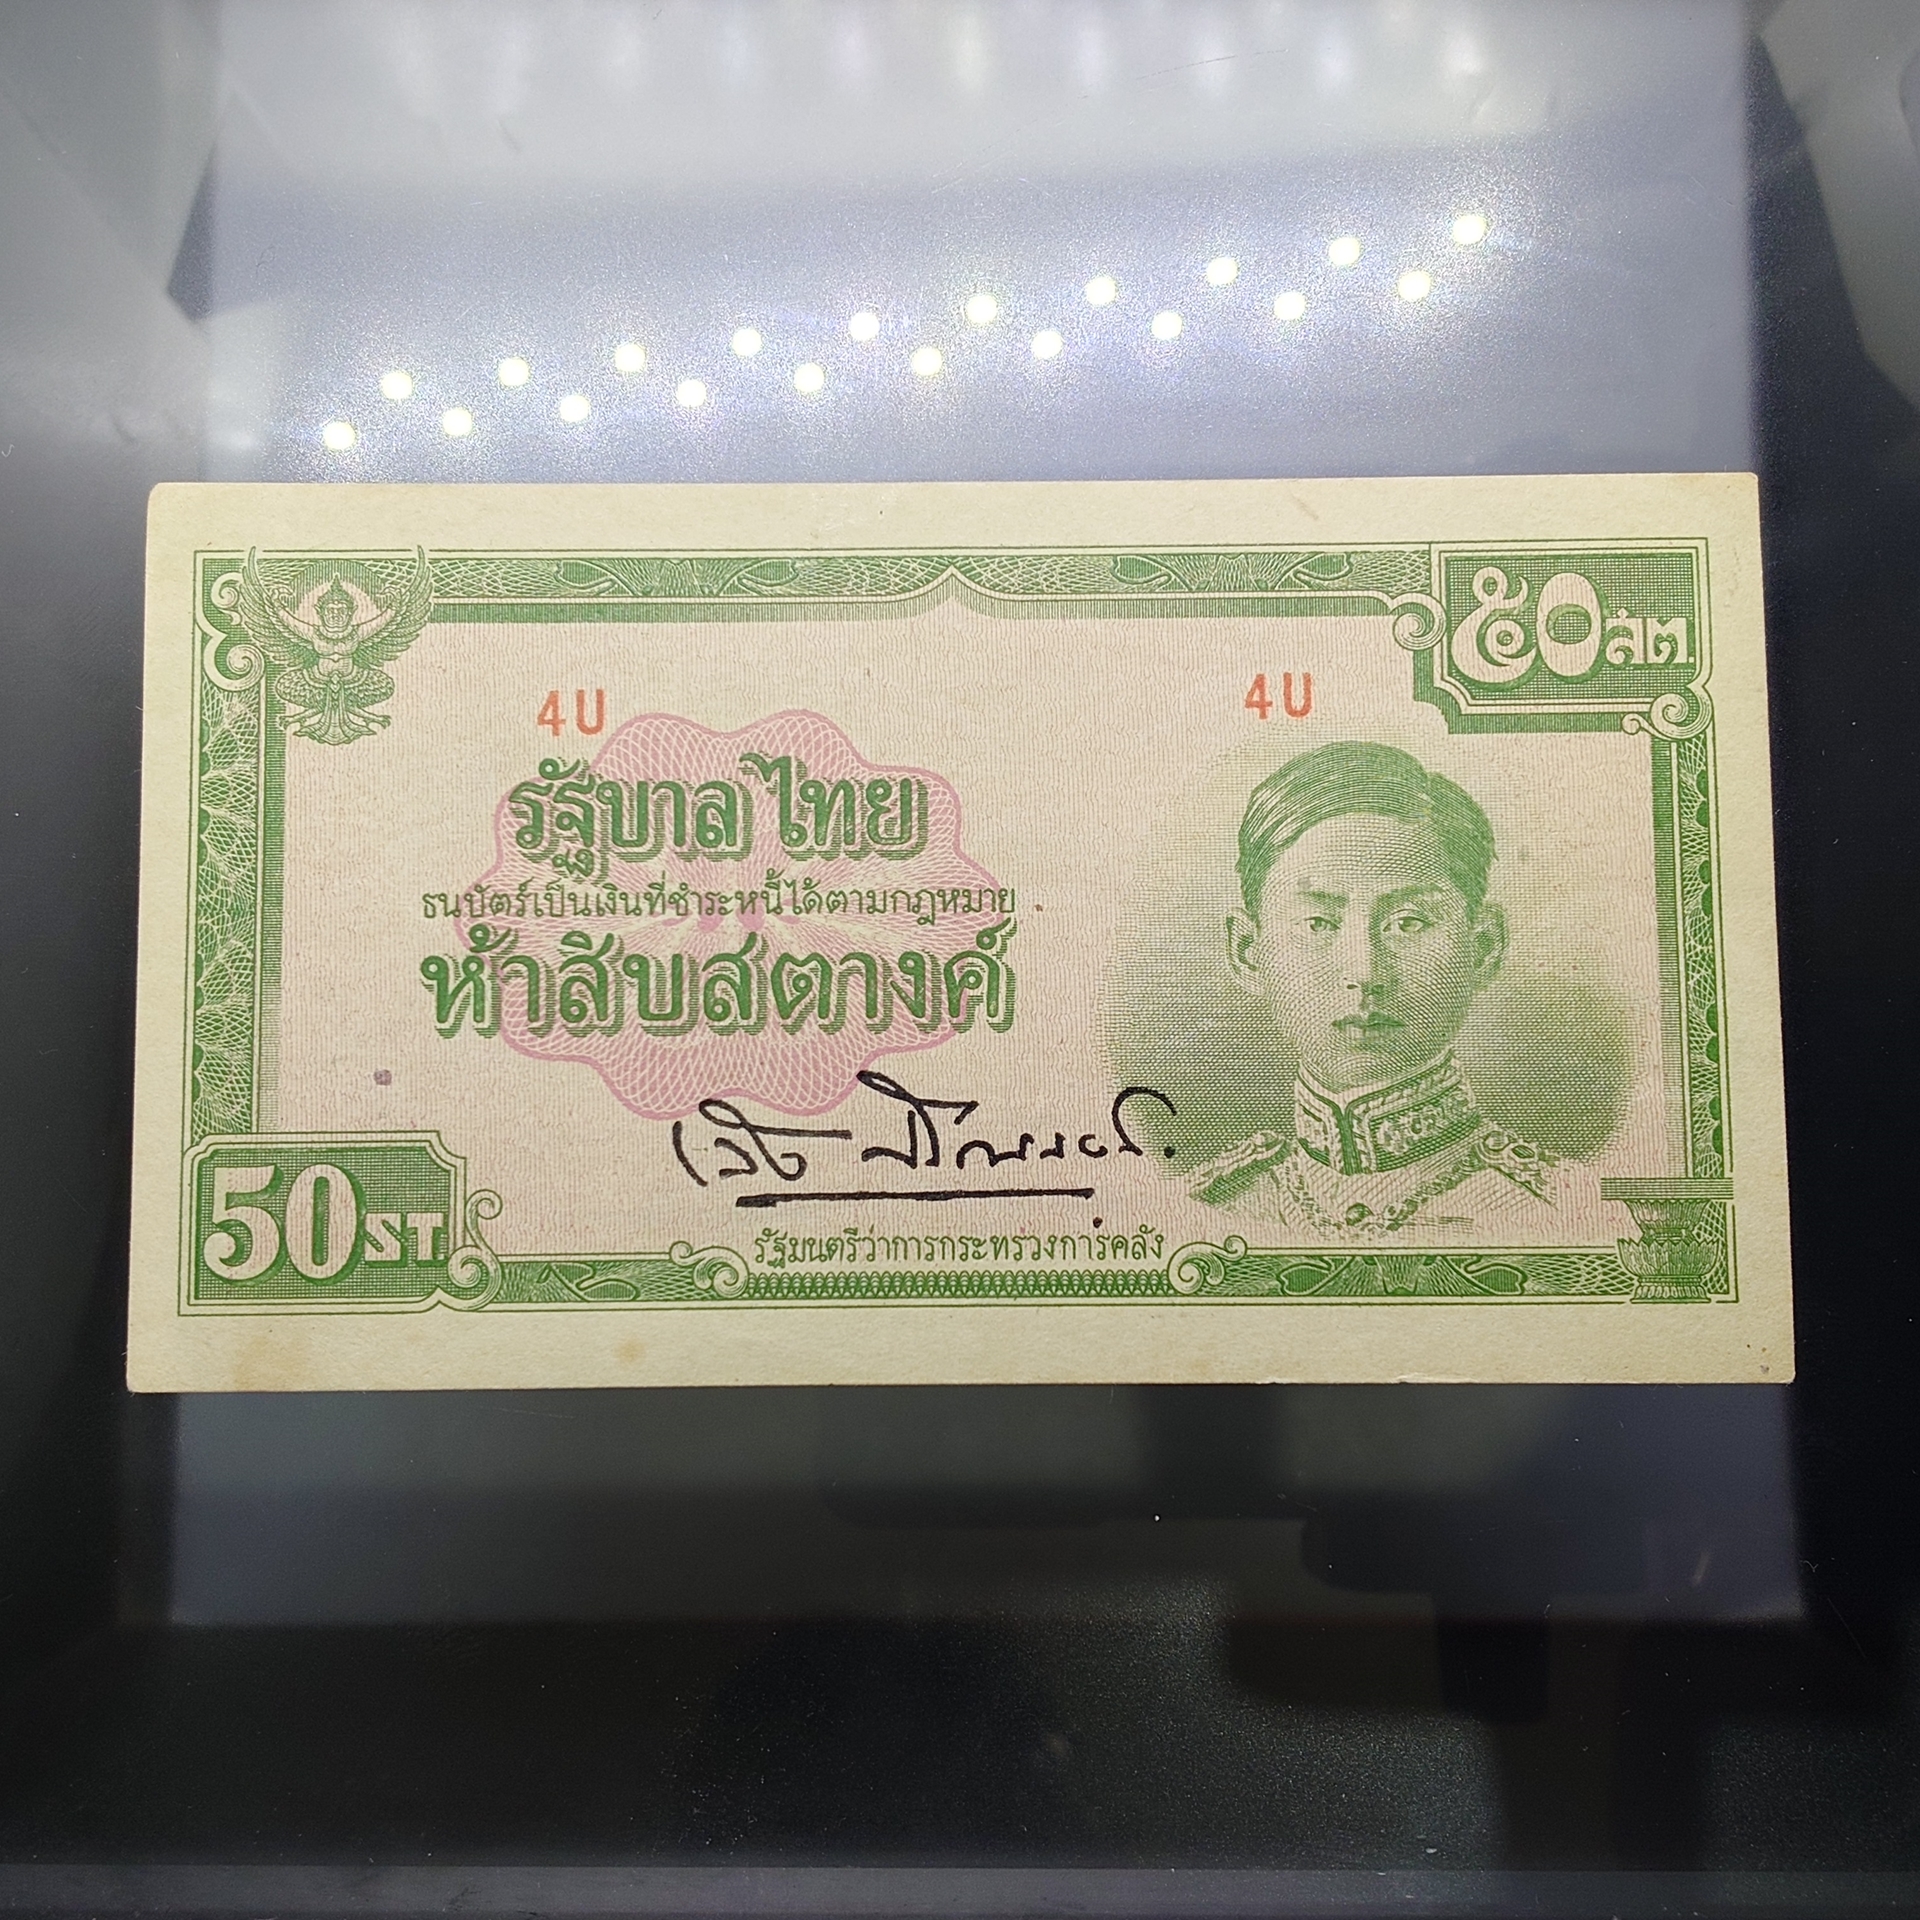 ๕๐ สต.
4U 4U
รัฐบาลไทย
ธนบัตร์เป็นเงินที่ชำระหนี้ได้ตามกฎหมาย
ห้าสิบสตางค์
50 ST.
รัฐมนตรีว่าการกระทรวงการคลัง